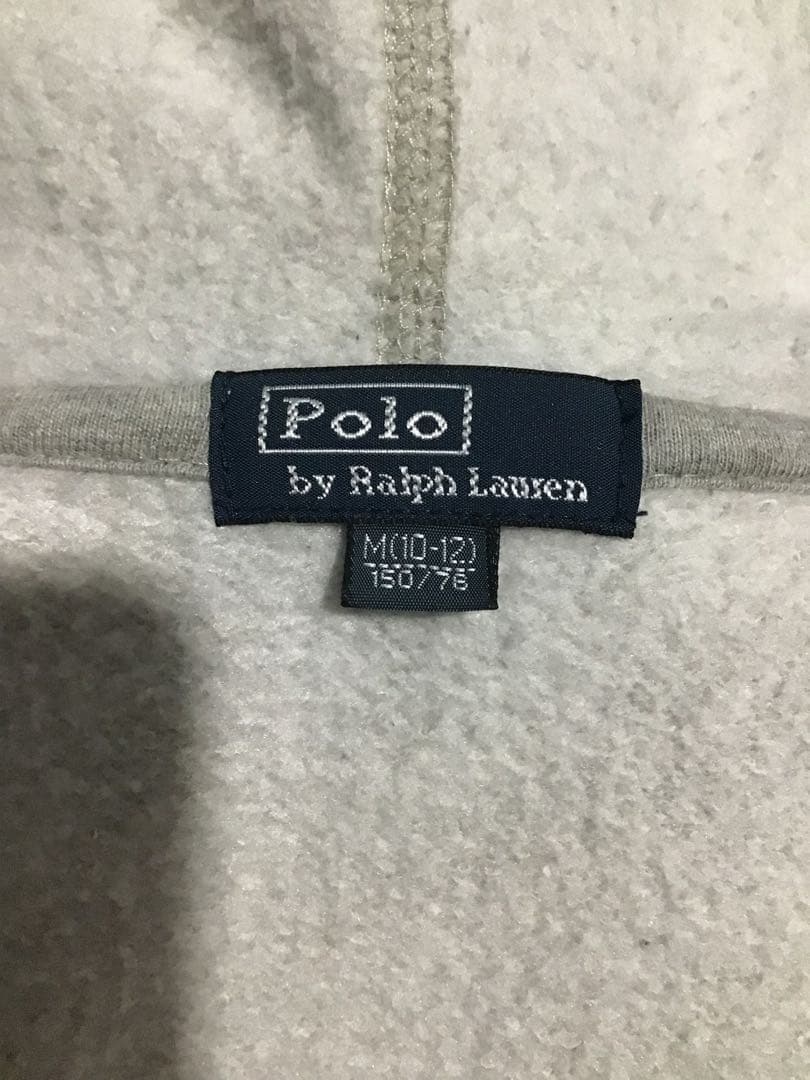 Polo
by Ralph Lauren
M(10-12)
150/76